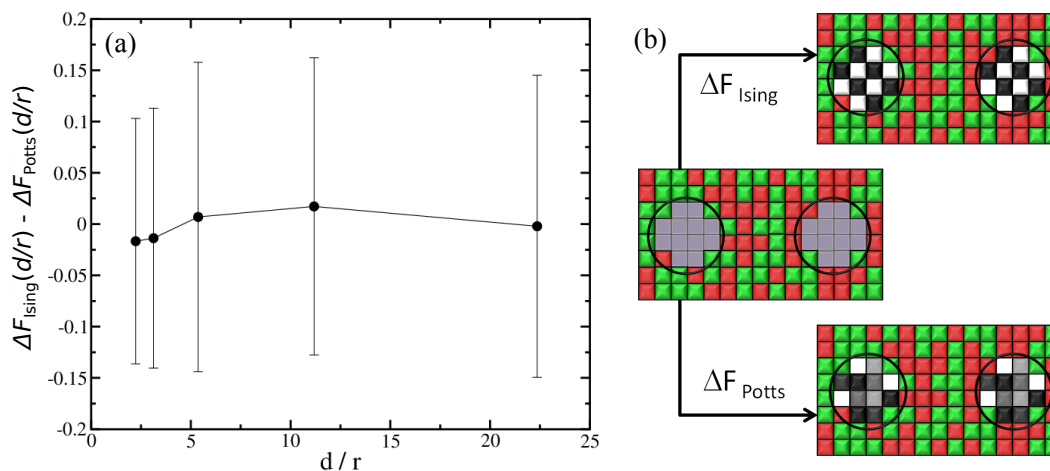 (a)
0.2
0.15
0.1
0.05
0
-0.05
-0.1
-0.15
-0.2
ΔF_Ising(d/r) - ΔF_Potts(d/r)
0 5 10 15 20 25
d / r
(b)
ΔF Ising
ΔF Potts